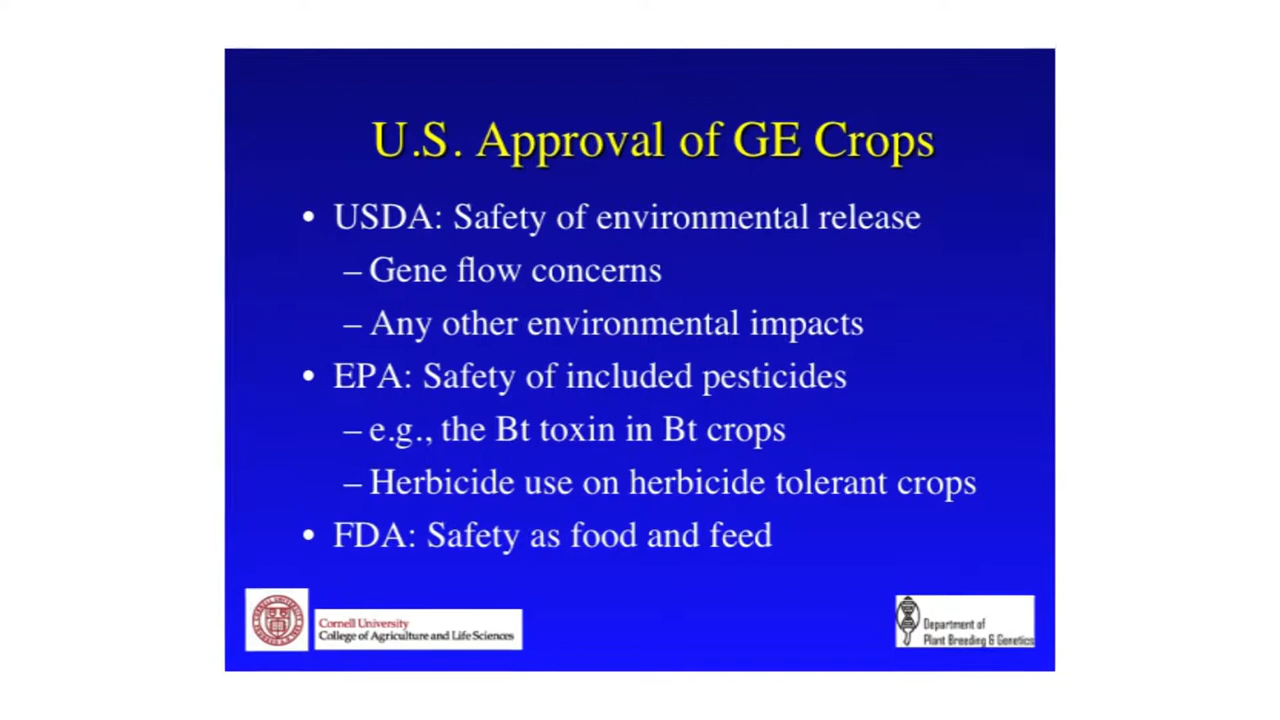 U.S. Approval of GE Crops
• USDA: Safety of environmental release
– Gene flow concerns
– Any other environmental impacts
• EPA: Safety of included pesticides
– e.g., the Bt toxin in Bt crops
– Herbicide use on herbicide tolerant crops
• FDA: Safety as food and feed
Cornell University
College of Agriculture and Life Sciences
Department of
Plant Breeding & Genetics